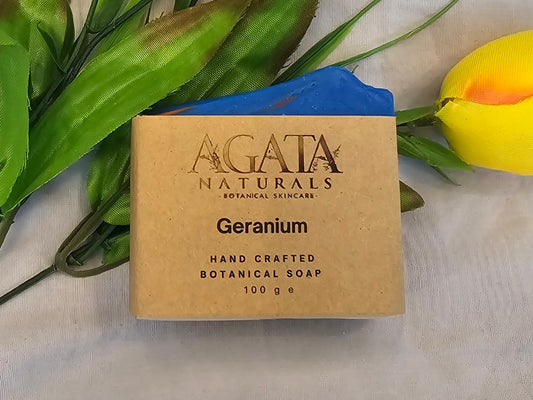 AGATA
NATURALS
- BOTANICAL SKINCARE -
Geranium
HAND CRAFTED
BOTANICAL SOAP
100 g e